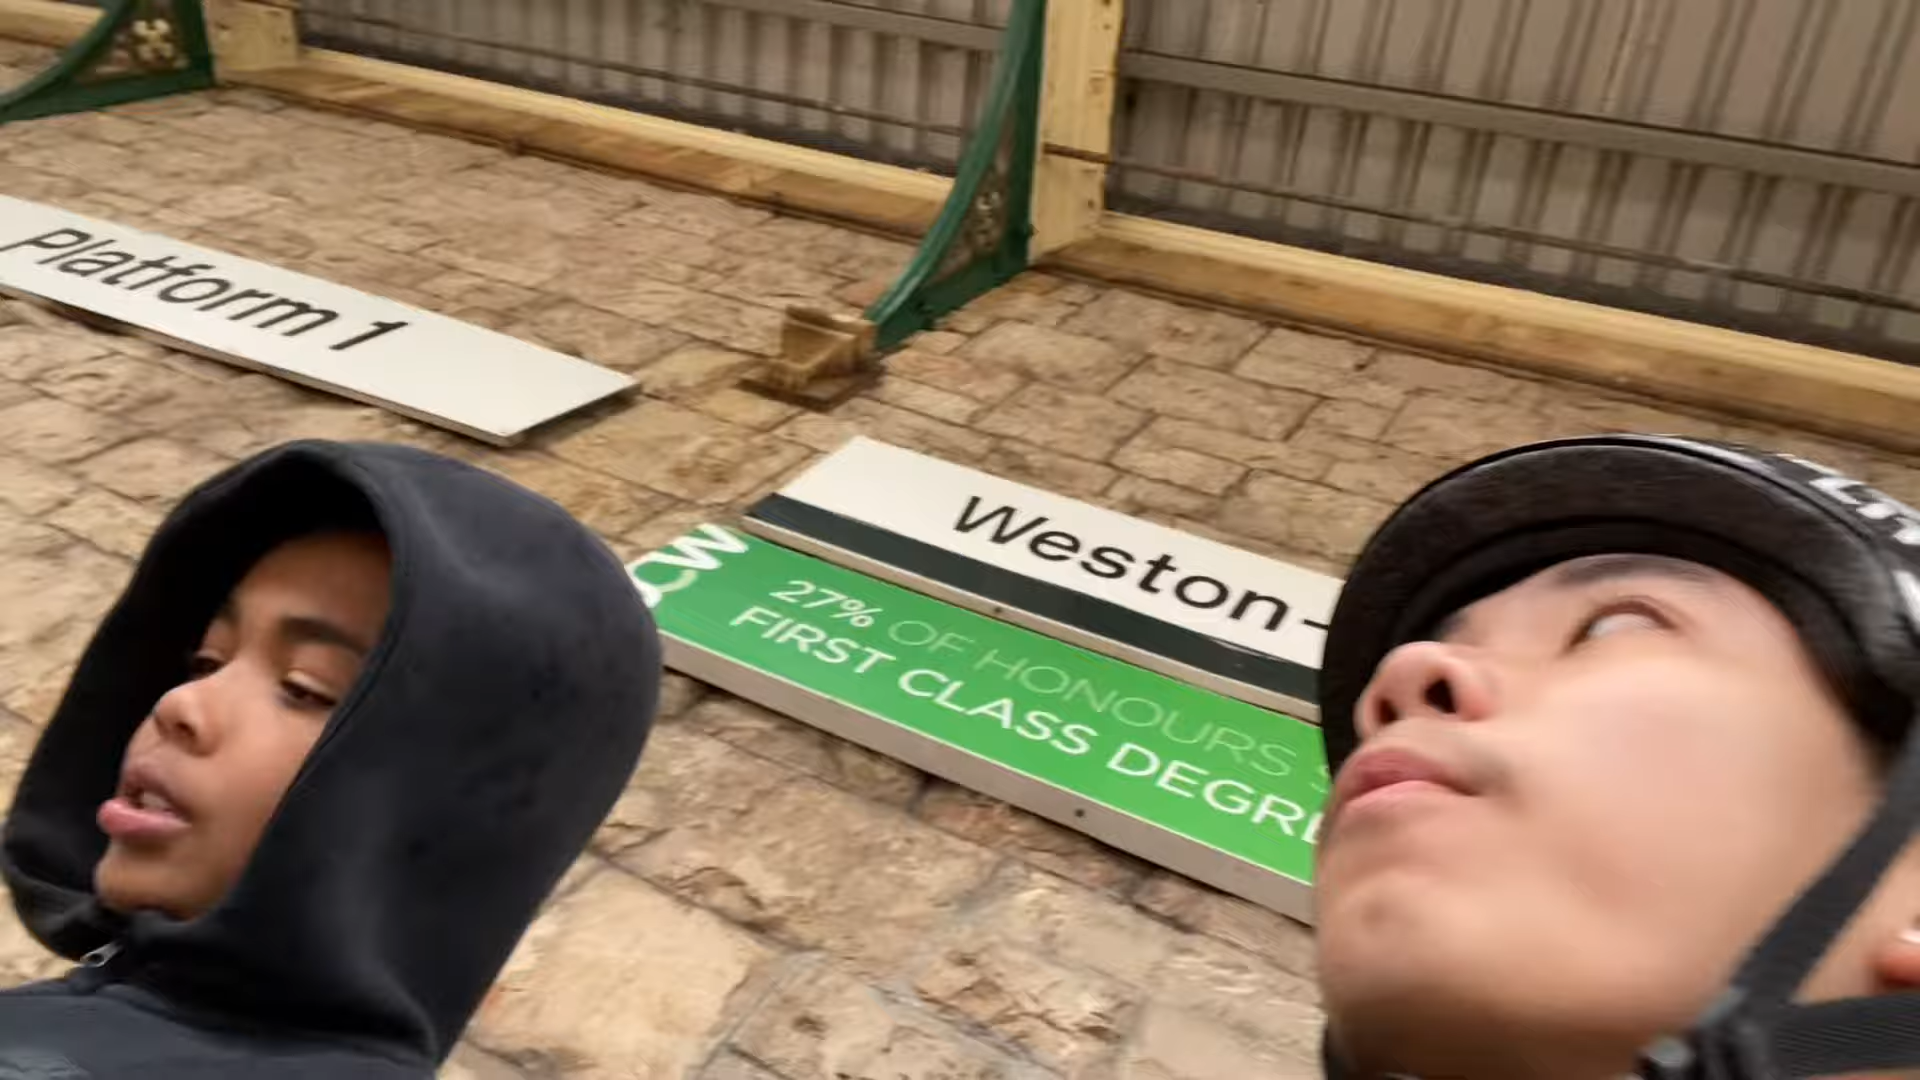 Platform 1
Weston-
27% OF HONOURS
FIRST CLASS DEGRE